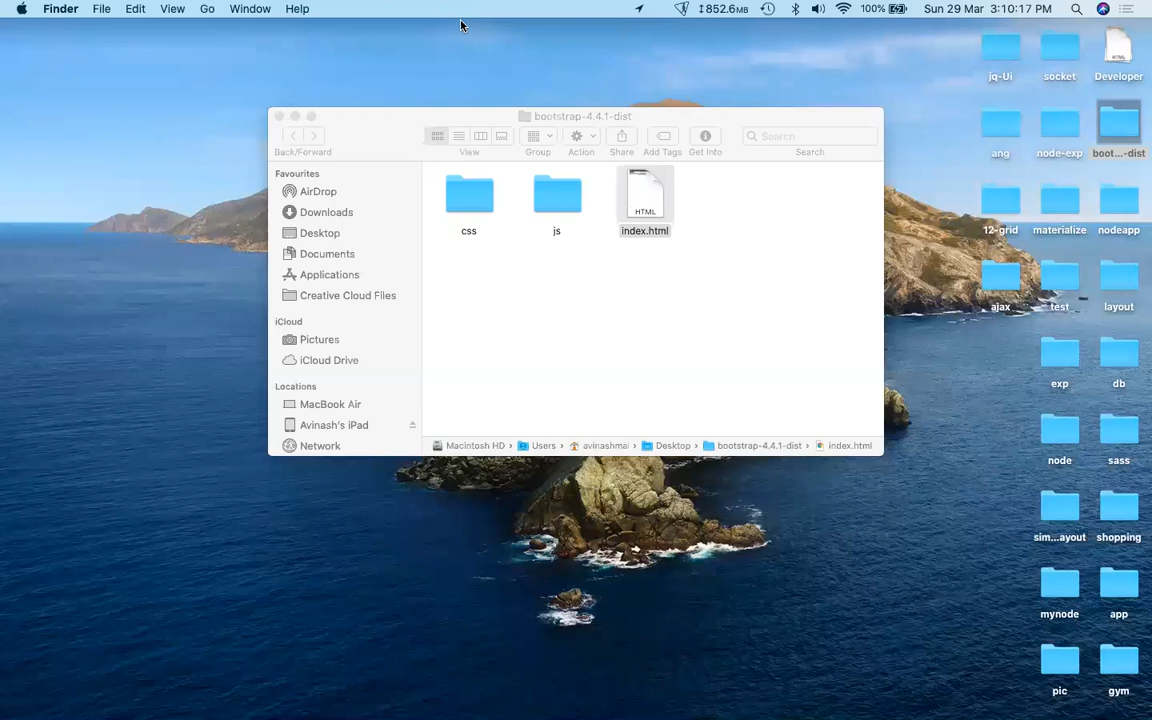 Finder File Edit View Go Window Help
852.6MB 100% Sun 29 Mar 3:10:17 PM
bootstrap-4.4.1-dist
Back/Forward View Group Action Share Add Tags Get Info Search
Search
Favourites
AirDrop
Downloads
Desktop
Documents
Applications
Creative Cloud Files
iCloud
Pictures
iCloud Drive
Locations
MacBook Air
Avinash's iPad
Network
HTML
css js index.html
Macintosh HD › Users › avinashmal › Desktop › bootstrap-4.4.1-dist › index.html
HTML
jq-Ui socket Developer
ang node-exp boot...-dist
12-grid materialize nodeapp
ajax test layout
exp db
node sass
sim...ayout shopping
mynode app
pic gym